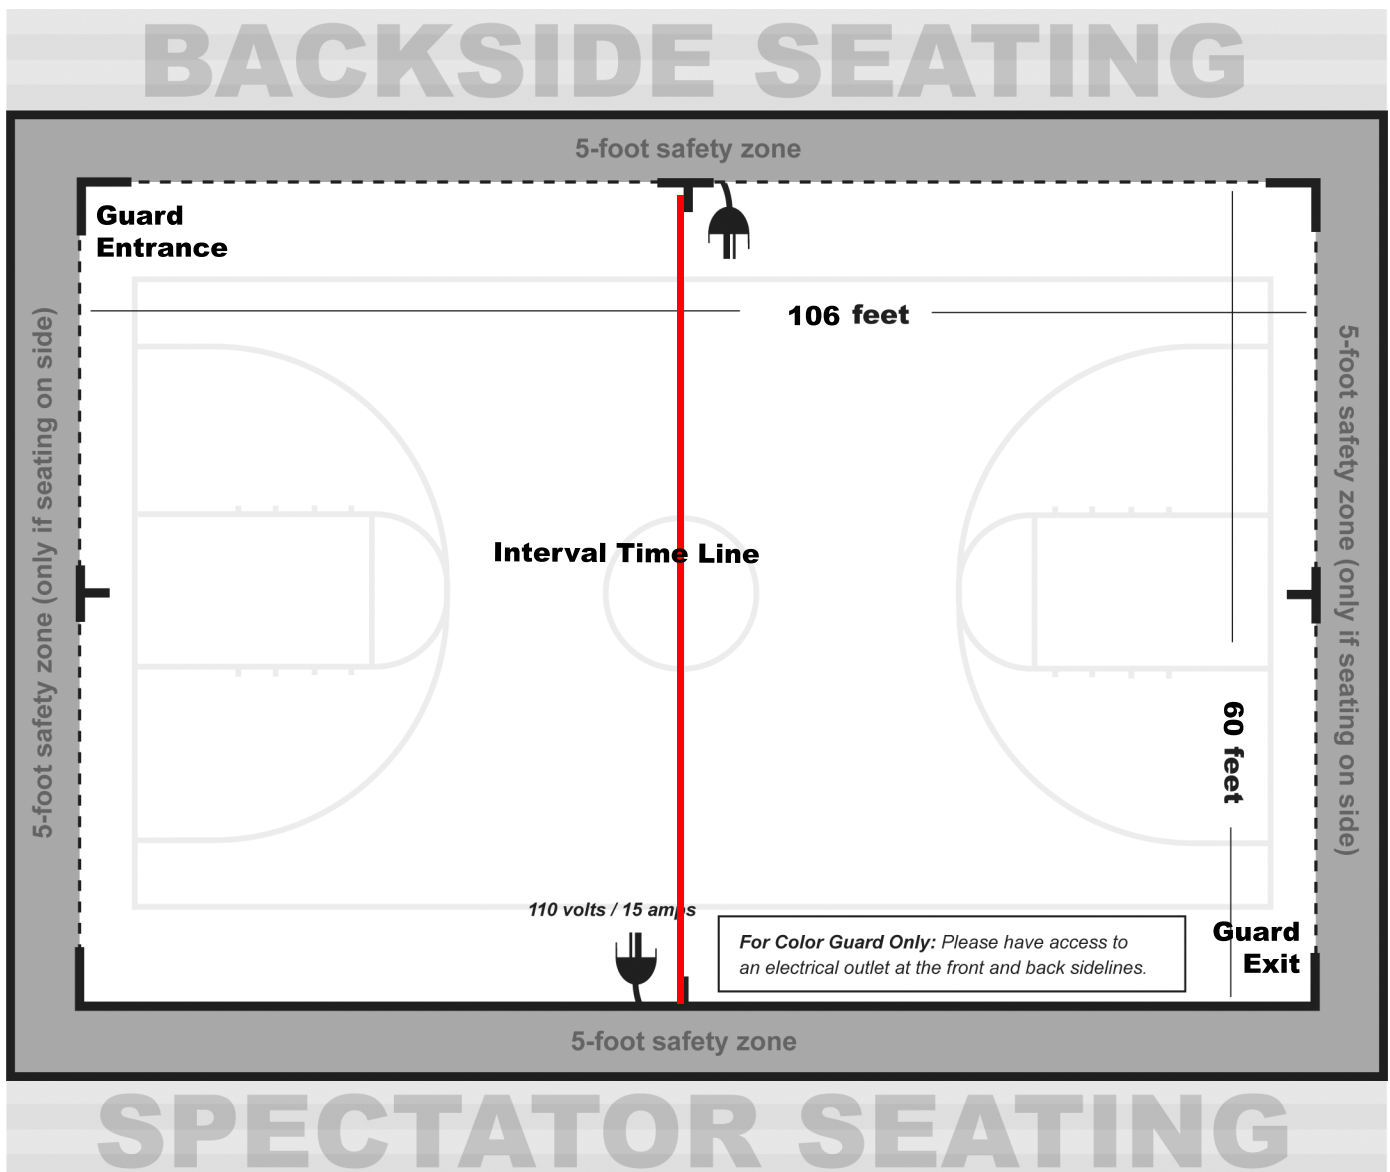 BACKSIDE SEATING
5-foot safety zone
Guard
Entrance
106 feet
5-foot safety zone (only if seating on side)
5-foot safety zone (only if seating on side)
Interval Time Line
60 feet
110 volts / 15 amps
For Color Guard Only: Please have access to
an electrical outlet at the front and back sidelines.
Guard
Exit
5-foot safety zone
SPECTATOR SEATING